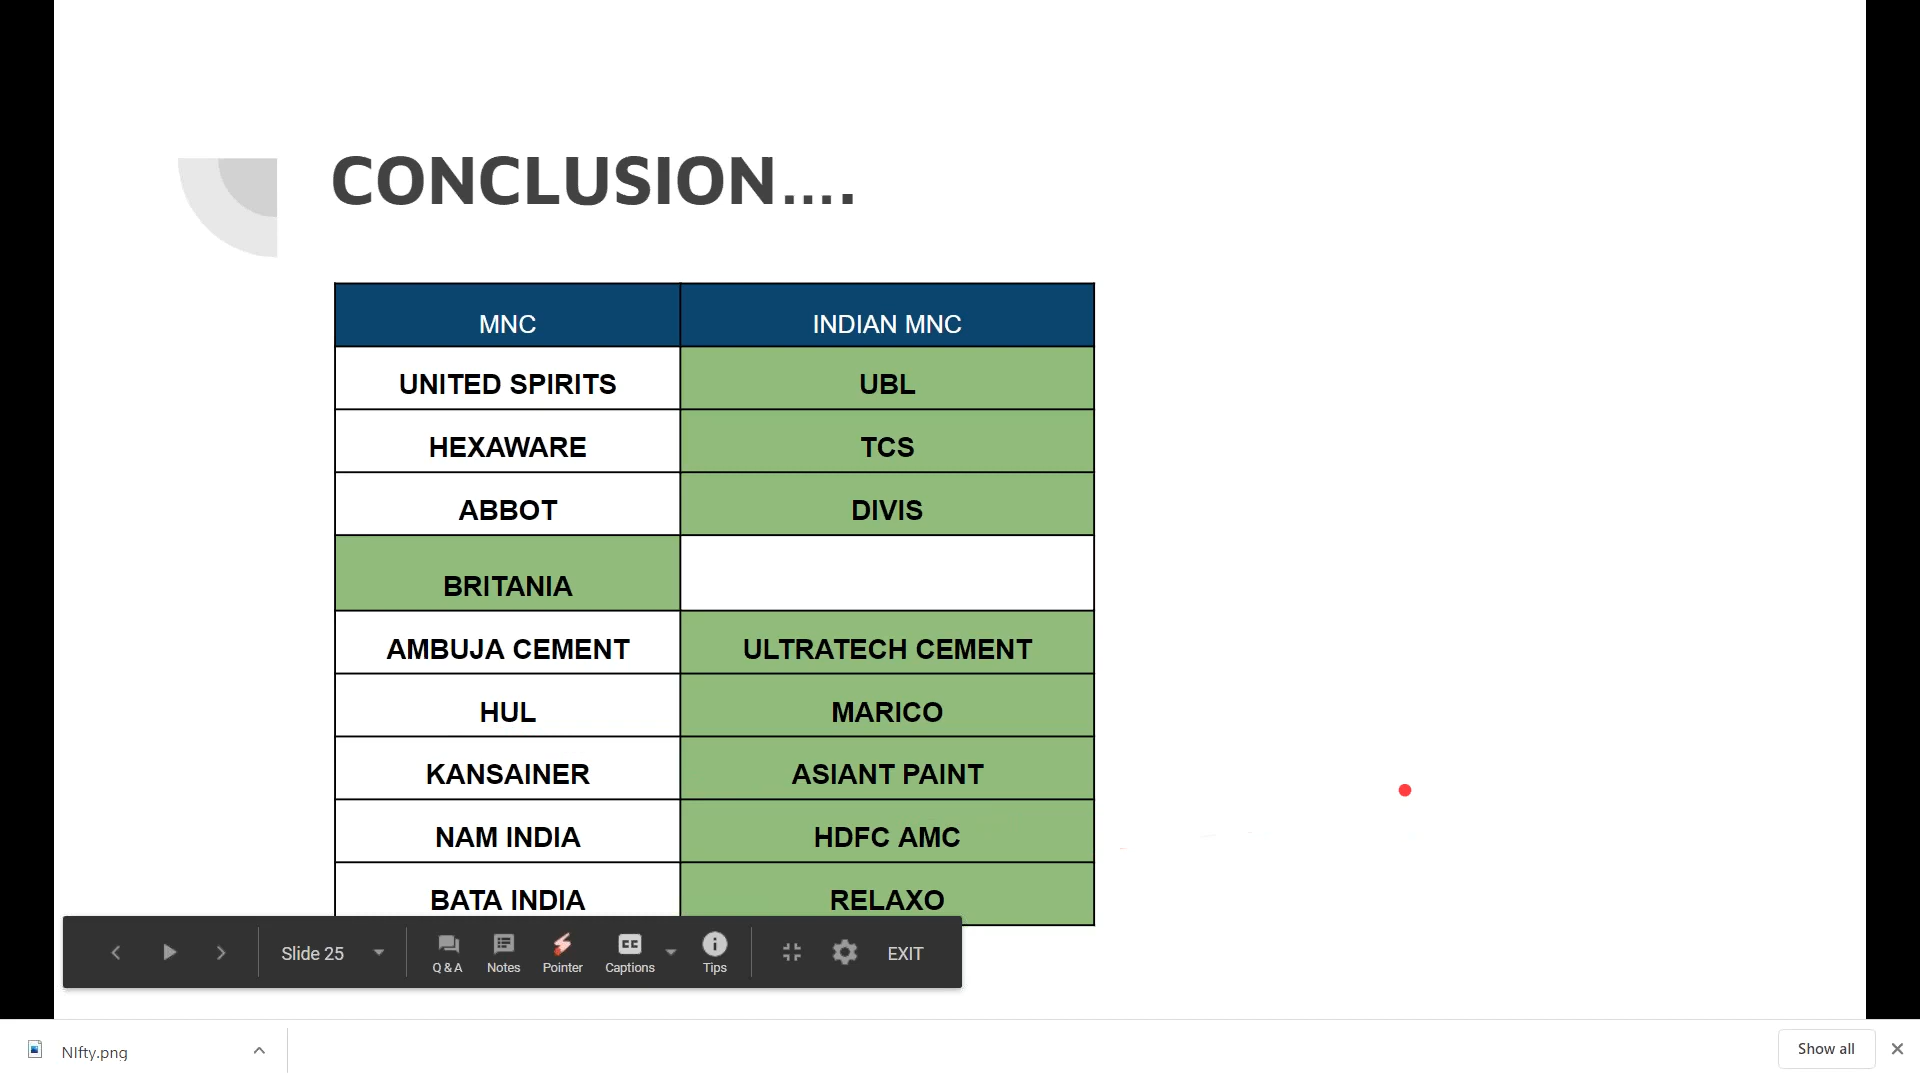 CONCLUSION....
MNC INDIAN MNC
UNITED SPIRITS UBL
HEXAWARE TCS
ABBOT DIVIS
BRITANIA
AMBUJA CEMENT ULTRATECH CEMENT
HUL MARICO
KANSAINER ASIANT PAINT
NAM INDIA HDFC AMC
BATA INDIA RELAXO
Slide 25 Q & A Notes Pointer CC Captions Tips EXIT
NIfty.png Show all